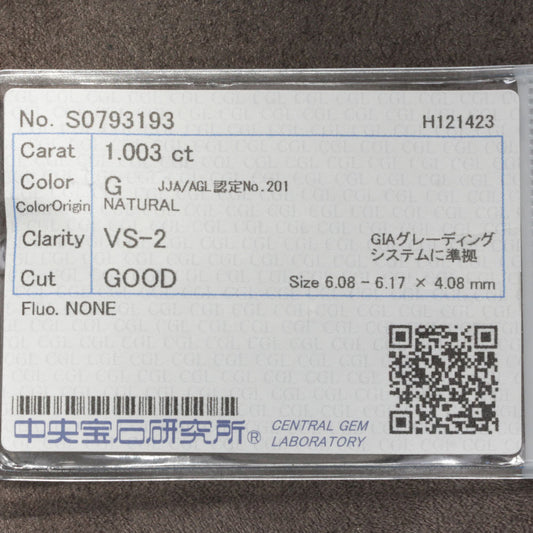 No. S0793193 H121423
Carat 1.003 ct
Color G JJA/AGL認定No.201
ColorOrigin NATURAL
Clarity VS-2 GIAグレーディング
システムに準拠
Cut GOOD Size 6.08 - 6.17 × 4.08 mm
Fluo. NONE
中央宝石研究所® CENTRAL GEM
LABORATORY